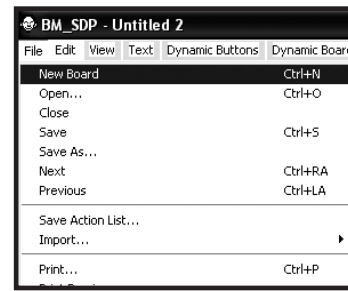 BM_SDP - Untitled 2
File Edit View Text Dynamic Buttons Dynamic Boar
New Board Ctrl+N
Open... Ctrl+O
Close
Save Ctrl+S
Save As...
Next Ctrl+RA
Previous Ctrl+LA
Save Action List...
Import...
Print... Ctrl+P